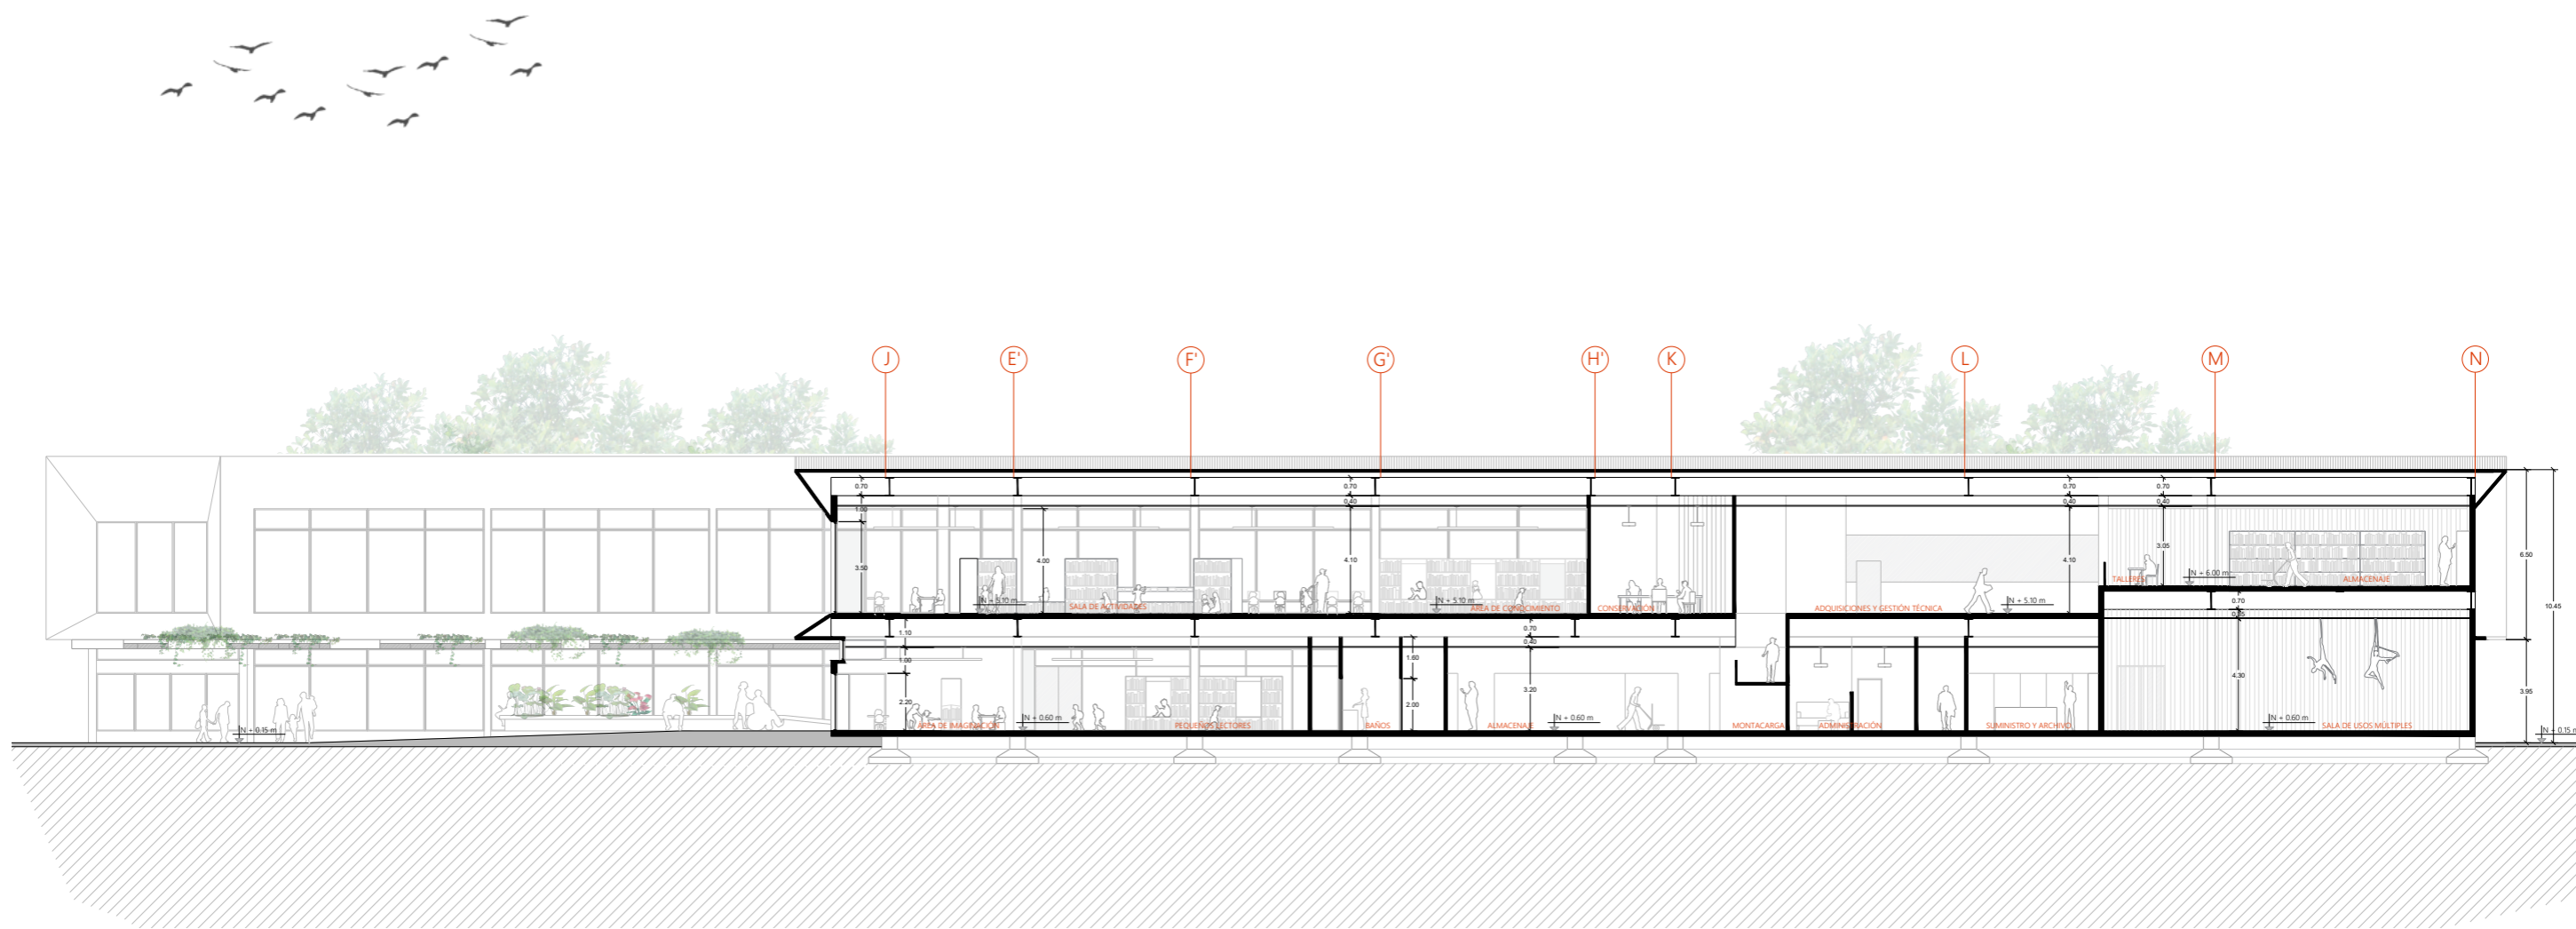 J E' F' G' H' K L M N
0.70 0.70 0.70 0.70
0.40 0.40 0.40
1.00
3.50 4.00 4.10 4.10 3.05 6.50
10.45
TALLERES N + 6.00 m ALMACENAJE
N + 5.10 m SALA DE ACTIVIDADES N + 5.10 m ÁREA DE CONOCIMIENTO CONSERVACIÓN ADQUISICIONES Y GESTIÓN TÉCNICA N + 5.10 m
0.70
1.10 0.70
0.40
1.00 1.60
2.20 2.00 3.20 4.30 3.95
N + 0.60 m N + 0.60 m N + 0.60 m
ÁREA DE IMAGINACIÓN PEQUEÑOS LECTORES BAÑOS ALMACENAJE MONTACARGA ADMINISTRACIÓN SUMINISTRO Y ARCHIVO SALA DE USOS MÚLTIPLES
N + 0.15 m N + 0.15 m